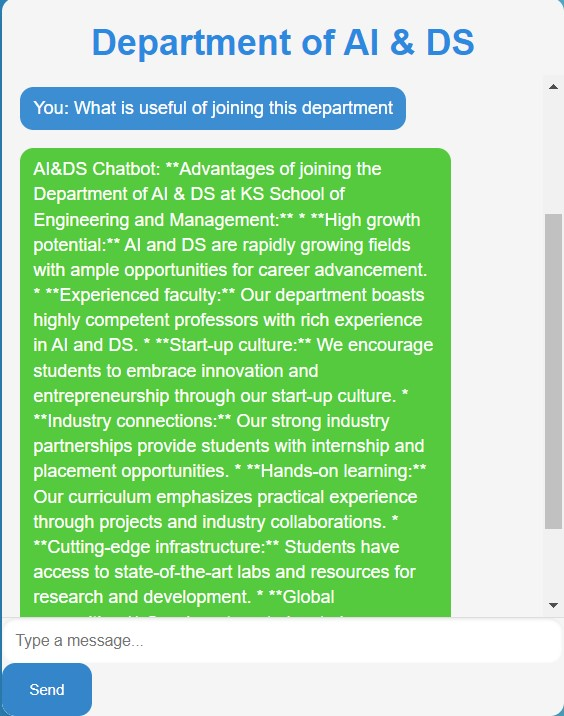 Department of AI & DS
You: What is useful of joining this department
AI&DS Chatbot: **Advantages of joining the
Department of AI & DS at KS School of
Engineering and Management:** * **High growth
potential:** AI and DS are rapidly growing fields
with ample opportunities for career advancement.
* **Experienced faculty:** Our department boasts
highly competent professors with rich experience
in AI and DS. * **Start-up culture:** We encourage
students to embrace innovation and
entrepreneurship through our start-up culture. *
**Industry connections:** Our strong industry
partnerships provide students with internship and
placement opportunities. * **Hands-on learning:**
Our curriculum emphasizes practical experience
through projects and industry collaborations. *
**Cutting-edge infrastructure:** Students have
access to state-of-the-art labs and resources for
research and development. * **Global
Type a message...
Send